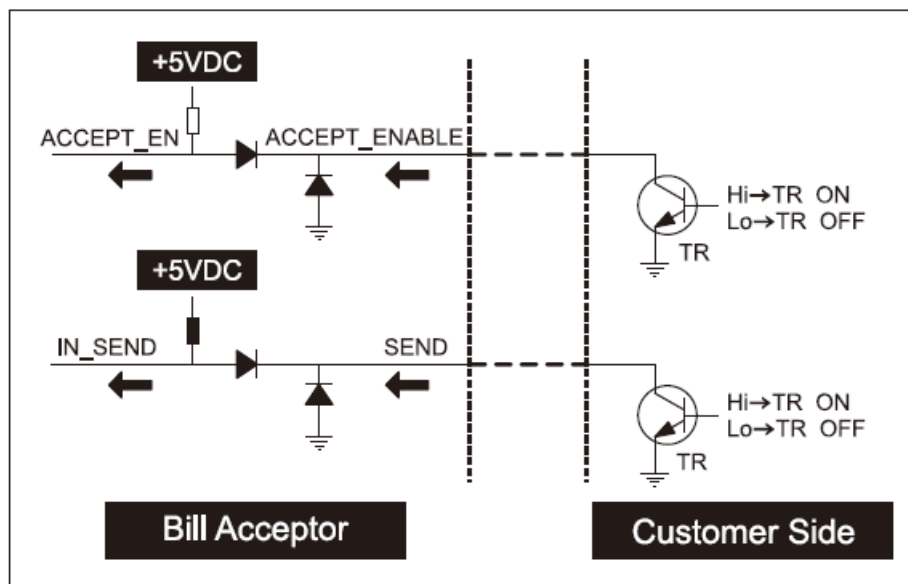 +5VDC
ACCEPT_EN
ACCEPT_ENABLE
Hi→TR ON
Lo→TR OFF
TR
+5VDC
IN_SEND
SEND
Hi→TR ON
Lo→TR OFF
TR
Bill Acceptor
Customer Side